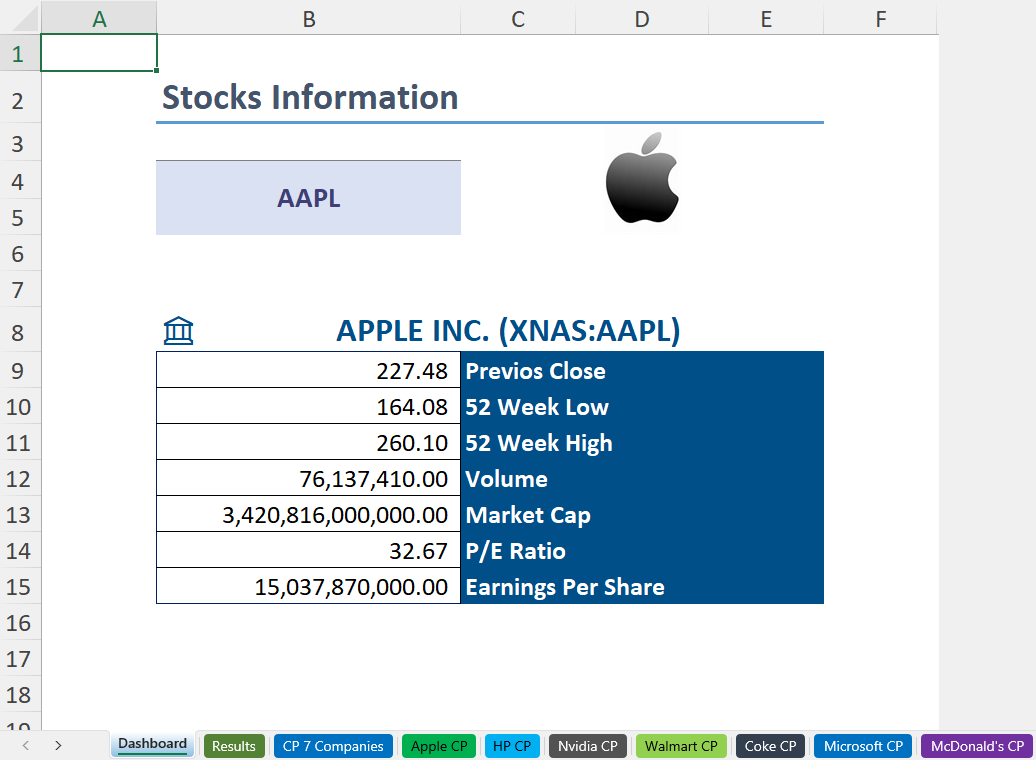 A B C D E F
1
2 Stocks Information
3
4
AAPL
5
6
7
8 APPLE INC. (XNAS:AAPL)
9 227.48 Previos Close
10 164.08 52 Week Low
11 260.10 52 Week High
12 76,137,410.00 Volume
13 3,420,816,000,000.00 Market Cap
14 32.67 P/E Ratio
15 15,037,870,000.00 Earnings Per Share
16
17
18
19
Dashboard Results CP 7 Companies Apple CP HP CP Nvidia CP Walmart CP Coke CP Microsoft CP McDonald's CP